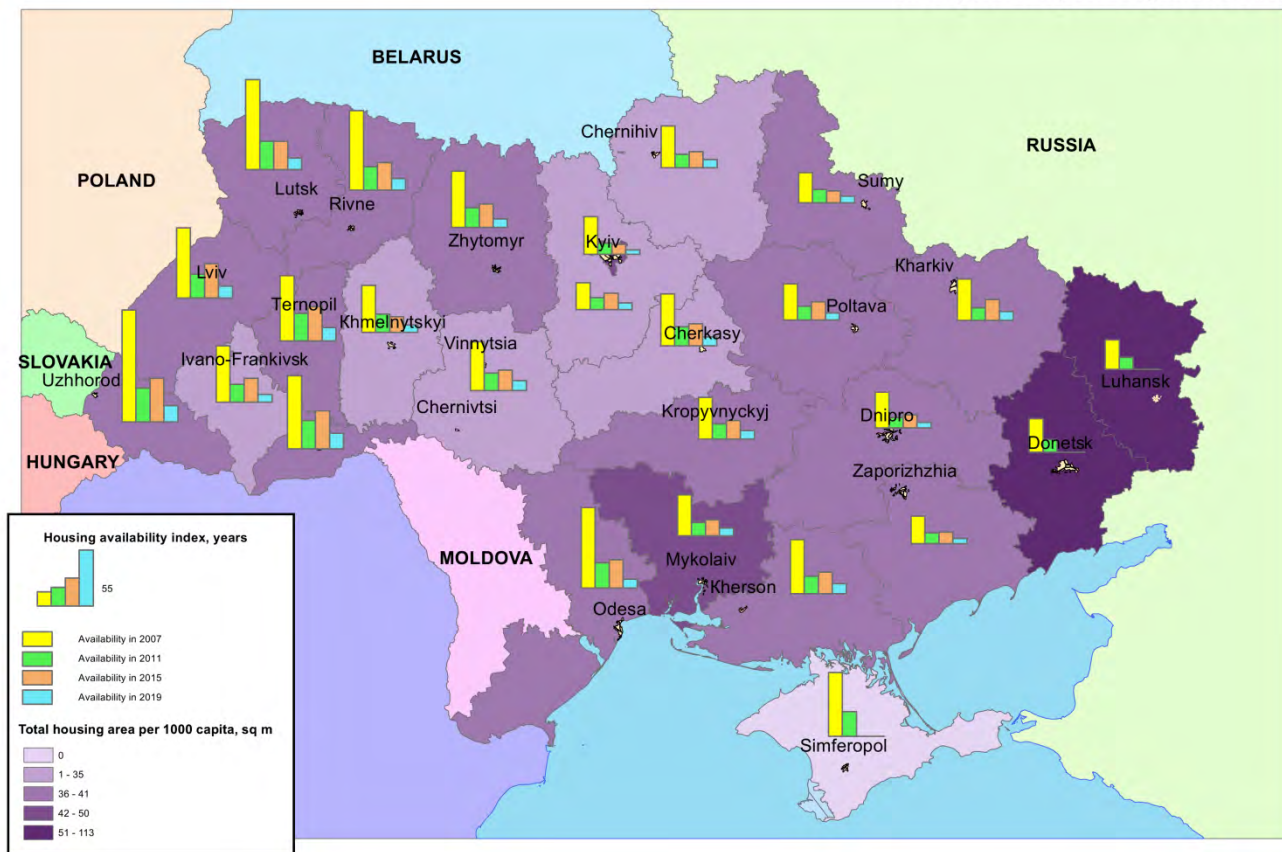 BELARUS
Chernihiv
RUSSIA
POLAND
Lutsk
Rivne
Sumy
Zhytomyr
Kyiv
Kharkiv
Lviv
Ternopil
Khmelnytskyi
Poltava
Cherkasy
Vinnytsia
SLOVAKIA
Ivano-Frankivsk
Uzhhorod
Luhansk
Chernivtsi
Kropyvnyckyj
Dnipro
Donetsk
HUNGARY
Zaporizhzhia
MOLDOVA
Mykolaiv
Kherson
Odesa
Simferopol
Housing availability index, years
55
Availability in 2007
Availability in 2011
Availability in 2015
Availability in 2019
Total housing area per 1000 capita, sq m
0
1 - 35
36 - 41
42 - 50
51 - 113